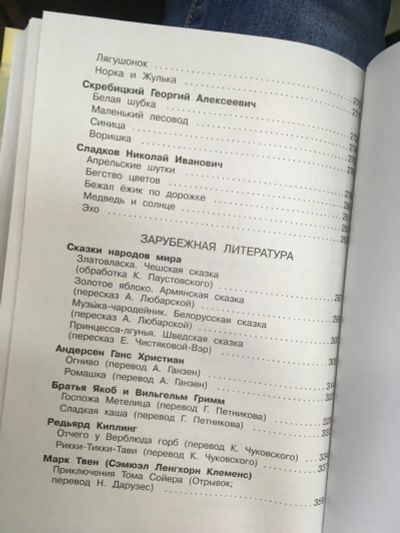 Лягушонок
Норка и Жулька
Скребицкий Георгий Алексеевич
Белая шубка
Маленький лесовод
Синица
Воришка
Сладков Николай Иванович
Апрельские шутки
Бегство цветов
Бежал ёжик по дорожке
Медведь и солнце
Эхо
ЗАРУБЕЖНАЯ ЛИТЕРАТУРА
Сказки народов мира
Златовласка. Чешская сказка
(обработка К. Паустовского)
Золотое яблоко. Армянская сказка
(пересказ А. Любарской)
Музыка-чародейник. Белорусская сказка
(пересказ А. Любарской)
Принцесса-лгунья. Шведская сказка
(пересказ Е. Чистяковой-Вэр)
Андерсен Ганс Христиан
Огниво (перевод А. Ганзен)
Ромашка (перевод А. Ганзен)
Братья Якоб и Вильгельм Гримм
Госпожа Метелица (перевод Г. Петникова)
Сладкая каша (перевод Г. Петникова)
Редьярд Киплинг
Отчего у Верблюда горб (перевод К. Чуковского)
Рикки-Тикки-Тави (перевод К. Чуковского) 337
Марк Твен (Сэмюэл Ленгхорн Клеменс)
Приключения Тома Сойера (Отрывок;
перевод Н. Дарузес)